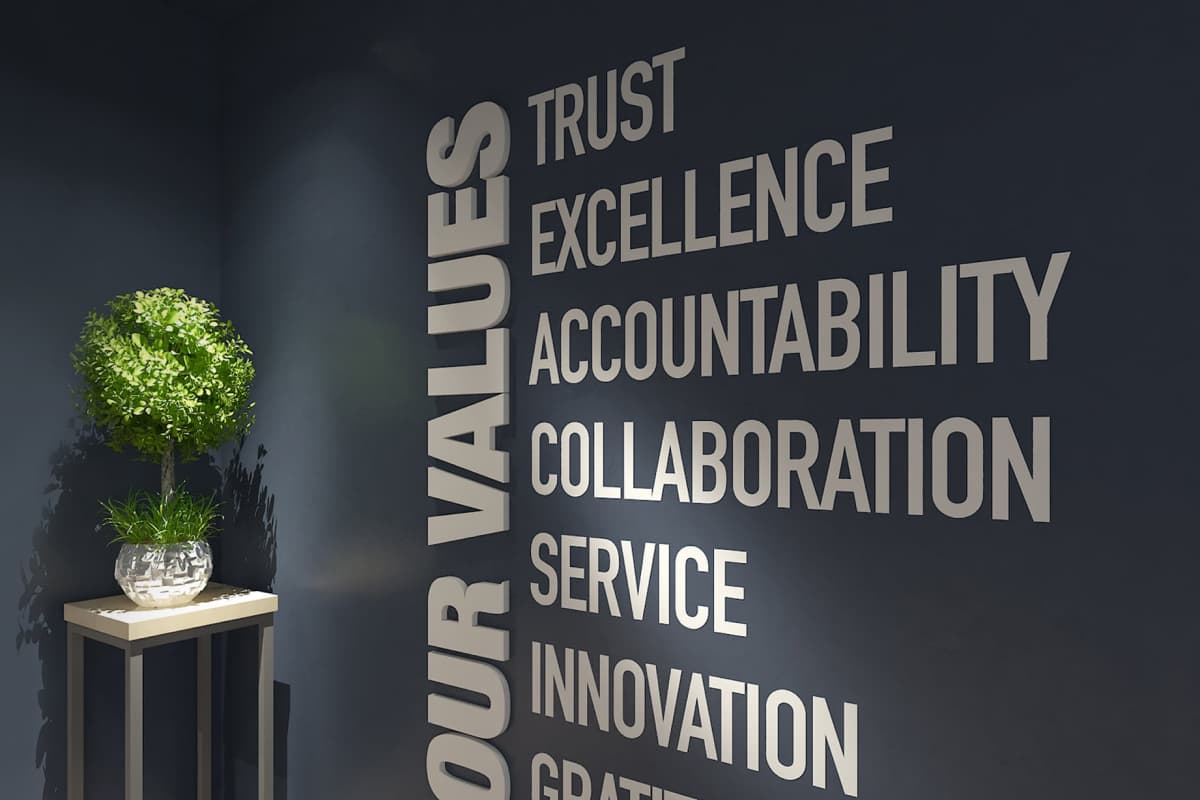 OUR VALUES
TRUST
EXCELLENCE
ACCOUNTABILITY
COLLABORATION
SERVICE
INNOVATION